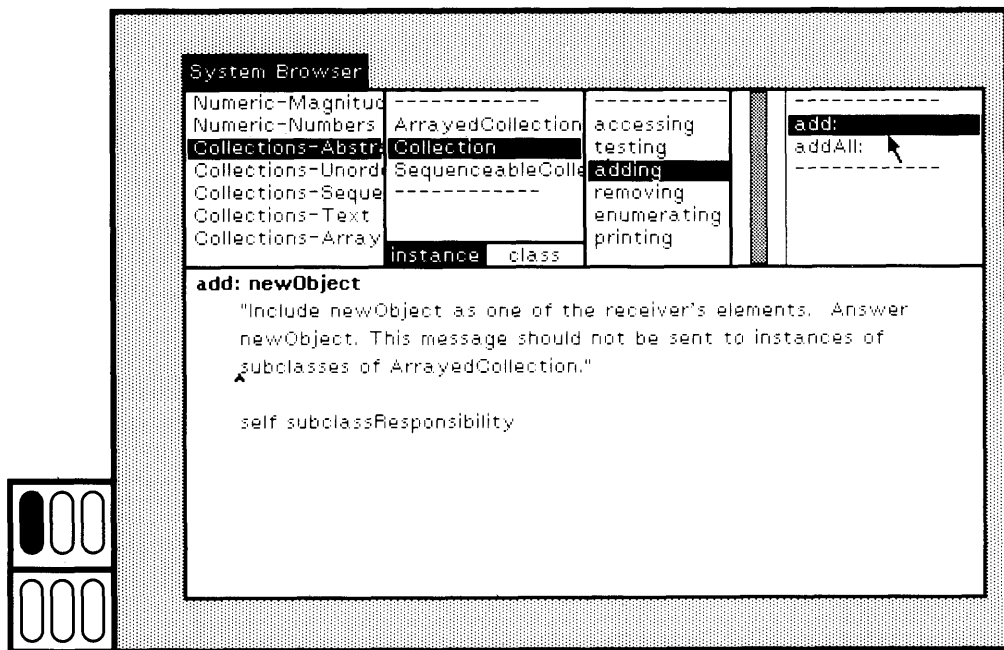 System Browser
Numeric-Magnitud
Numeric-Numbers
Collections-Abstra
Collections-Unord
Collections-Seque
Collections-Text
Collections-Array
------------
ArrayedCollection
Collection
SequenceableColle
------------
instance class
------------
accessing
testing
adding
removing
enumerating
printing
------------
add:
addAll:
------------
add: newObject
"Include newObject as one of the receiver's elements. Answer
newObject. This message should not be sent to instances of
subclasses of ArrayedCollection."
self subclassResponsibility